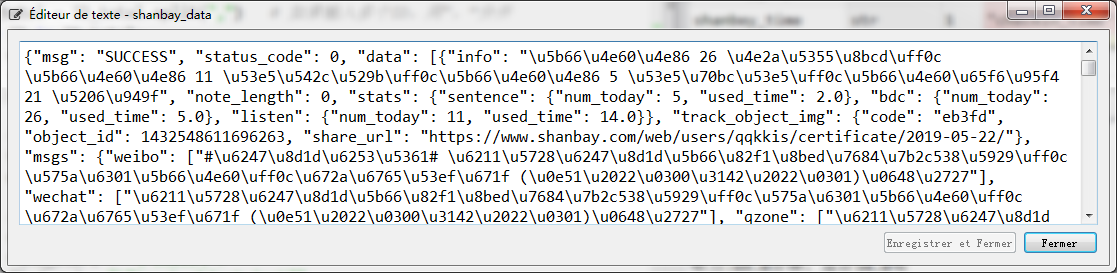 Éditeur de texte - shanbay_data
{"msg": "SUCCESS", "status_code": 0, "data": [{"info": "\u5b66\u4e60\u4e86 26 \u4e2a\u5355\u8bcd\uff0c
\u5b66\u4e60\u4e86 11 \u53e5\u542c\u529b\uff0c\u5b66\u4e60\u4e86 5 \u53e5\u70bc\u53e5\uff0c\u5b66\u4e60\u65f6\u95f4
21 \u5206\u949f", "note_length": 0, "stats": {"sentence": {"num_today": 5, "used_time": 2.0}, "bdc": {"num_today":
26, "used_time": 5.0}, "listen": {"num_today": 11, "used_time": 14.0}}, "track_object_img": {"code": "eb3fd",
"object_id": 1432548611696263, "share_url": "https://www.shanbay.com/web/users/qqkkis/certificate/2019-05-22/"},
"msgs": {"weibo": ["#\u6247\u8d1d\u6253\u5361# \u6211\u5728\u6247\u8d1d\u5b66\u82f1\u8bed\u7684\u7b2c538\u5929\uff0c
\u575a\u6301\u5b66\u4e60\uff0c\u672a\u6765\u53ef\u671f (\u0e51\u2022\u0300\u3142\u2022\u0301)\u0648\u2727"],
"wechat": ["\u6211\u5728\u6247\u8d1d\u5b66\u82f1\u8bed\u7684\u7b2c538\u5929\uff0c\u575a\u6301\u5b66\u4e60\uff0c
\u672a\u6765\u53ef\u671f (\u0e51\u2022\u0300\u3142\u2022\u0301)\u0648\u2727"], "qzone": ["\u6211\u5728\u6247\u8d1d
Enregistrer et Fermer
Fermer